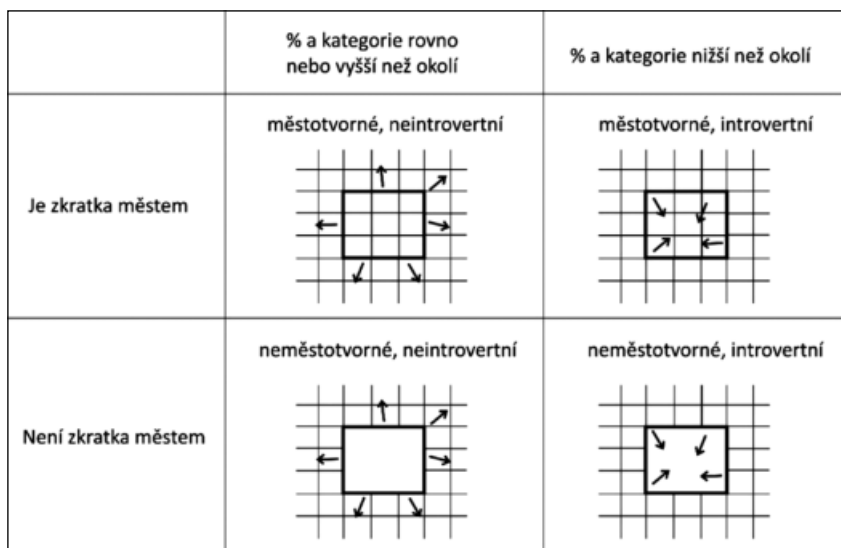 % a kategorie rovno
nebo vyšší než okolí
% a kategorie nižší než okolí
Je zkratka městem
městotvorné, neintrovertní
městotvorné, introvertní
Není zkratka městem
neměstotvorné, neintrovertní
neměstotvorné, introvertní